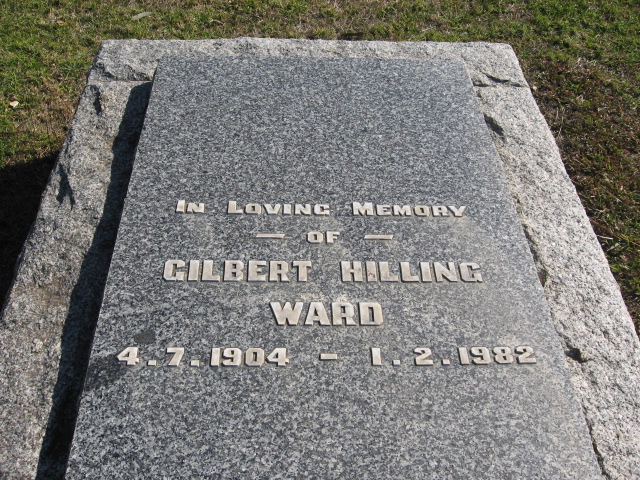 In Loving Memory
— OF —
GILBERT HILLING
WARD
4.7.1904 – 1.2.1982